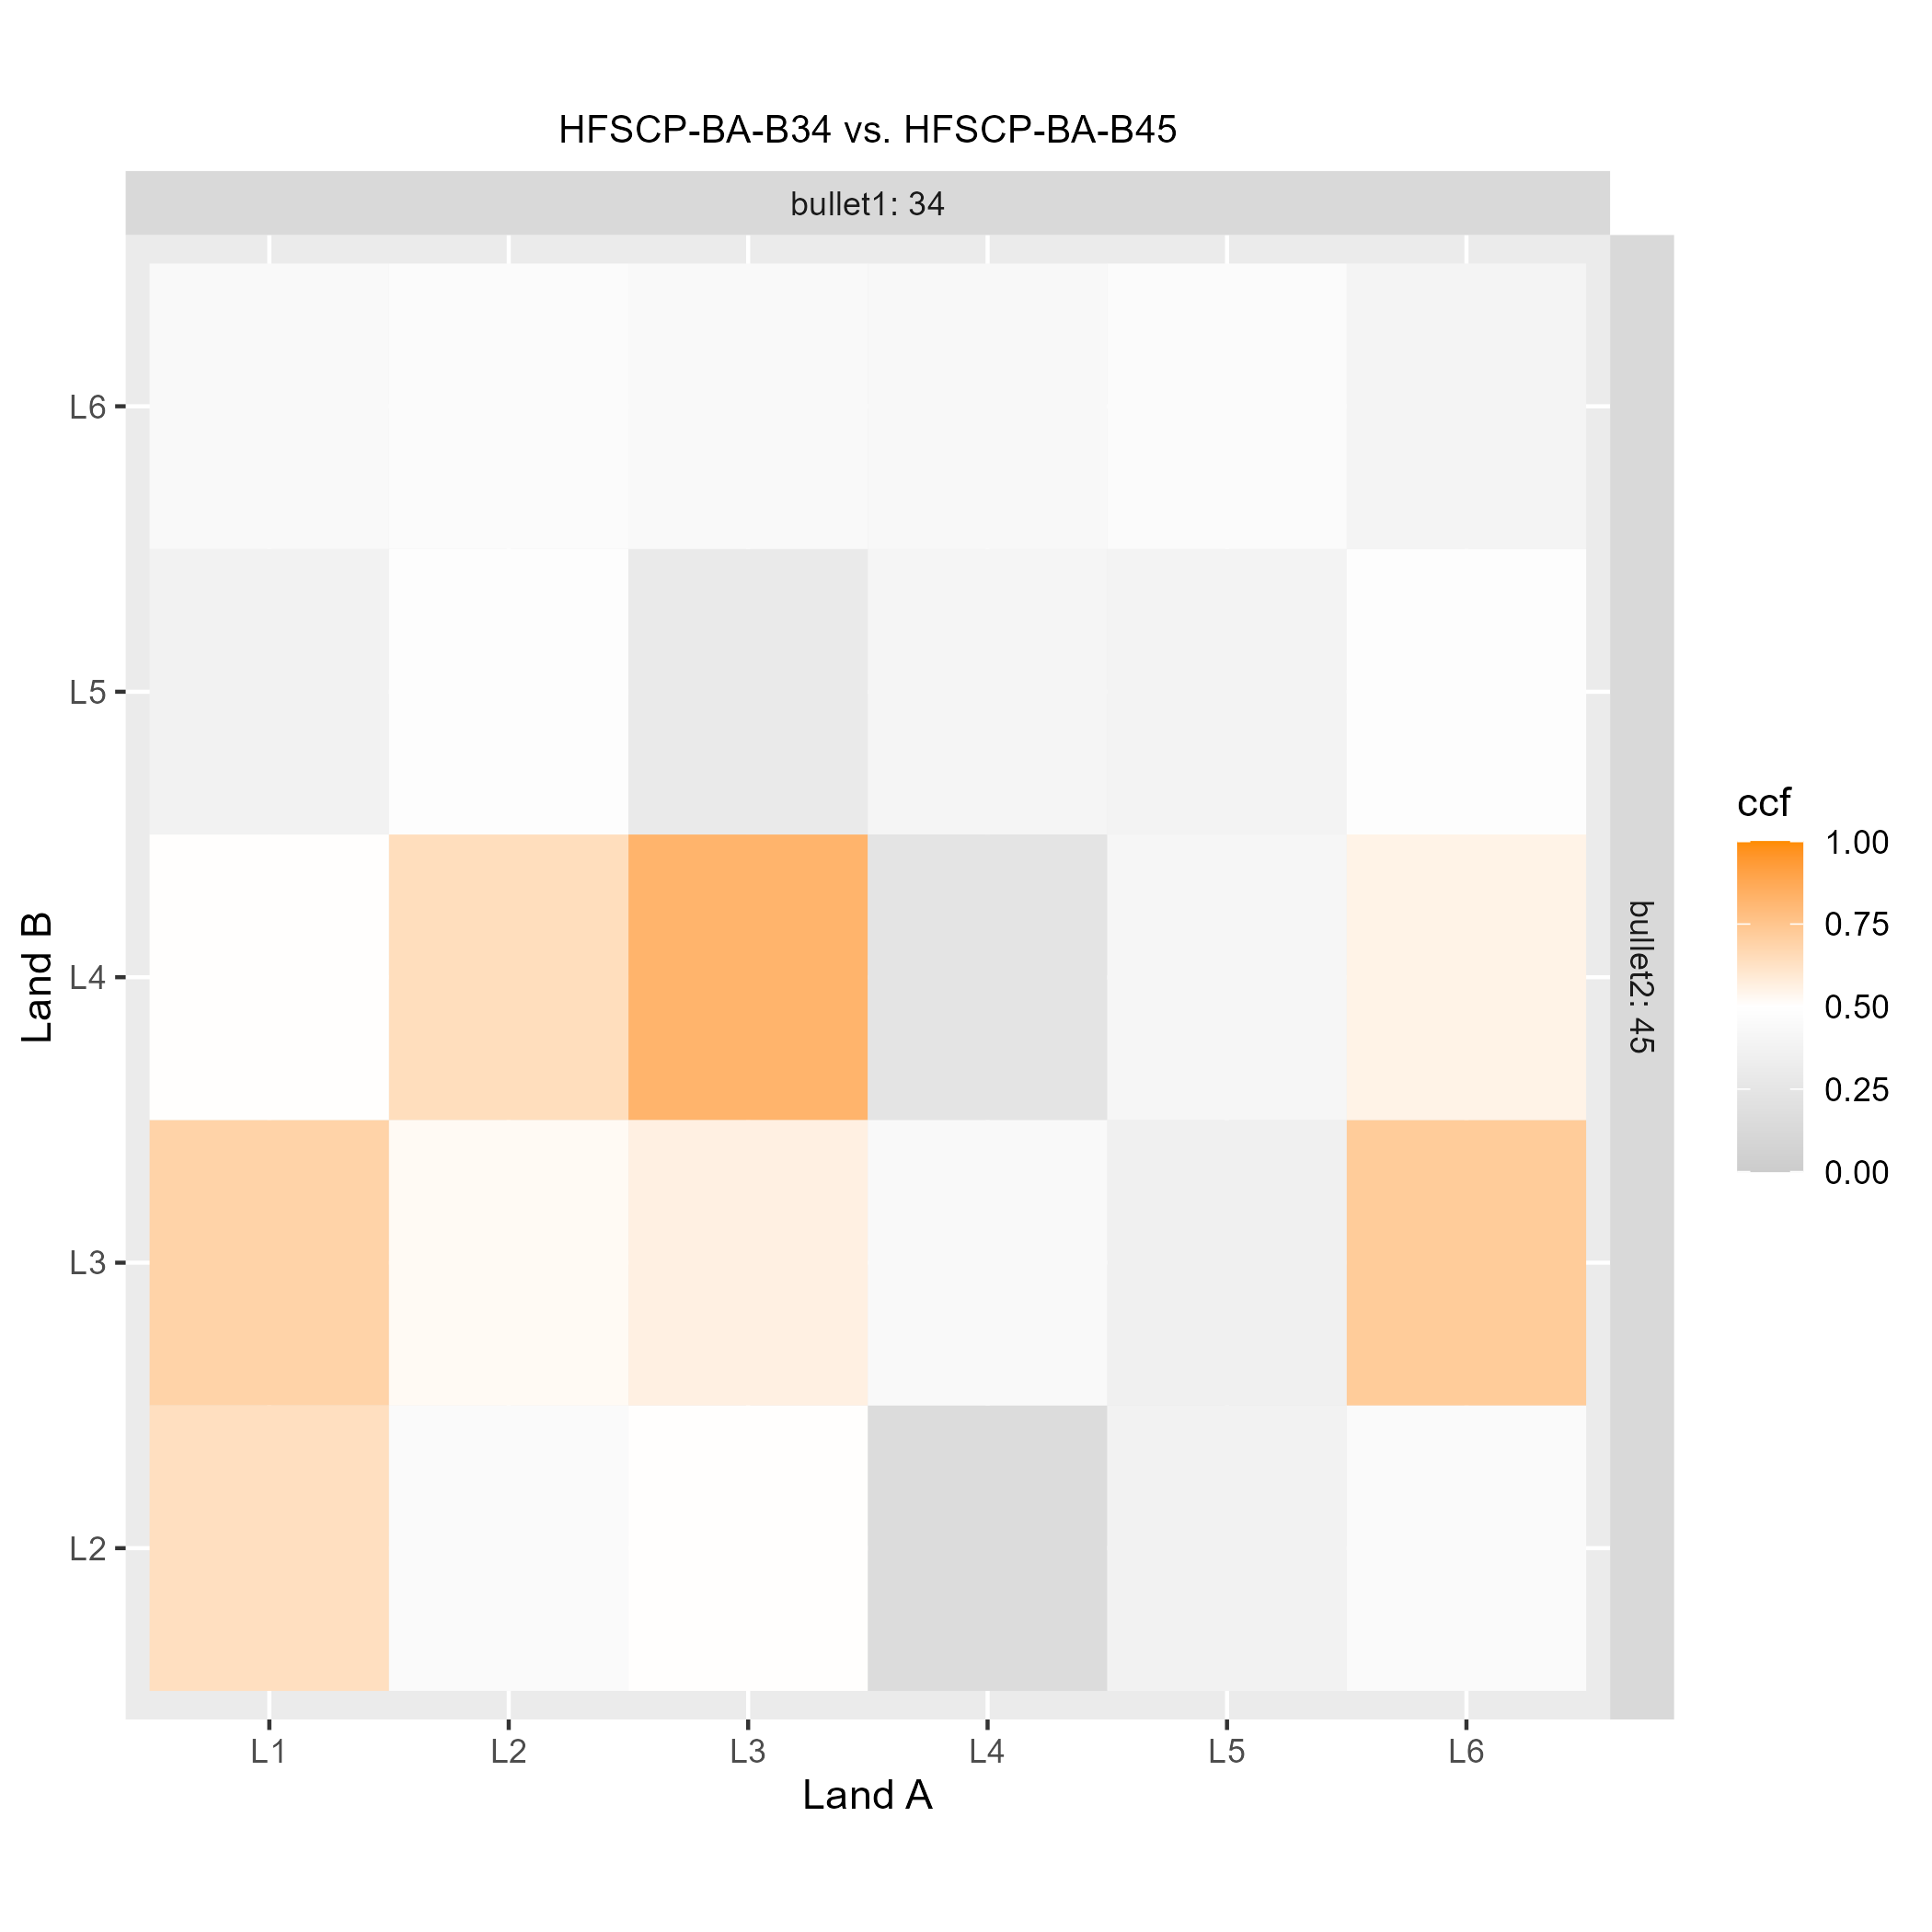 HFSCP-BA-B34 vs. HFSCP-BA-B45
bullet1: 34
L6
L5
L4
L3
L2
Land B
L1
L2
L3
L4
L5
L6
Land A
bullet2: 45
ccf
1.00
0.75
0.50
0.25
0.00